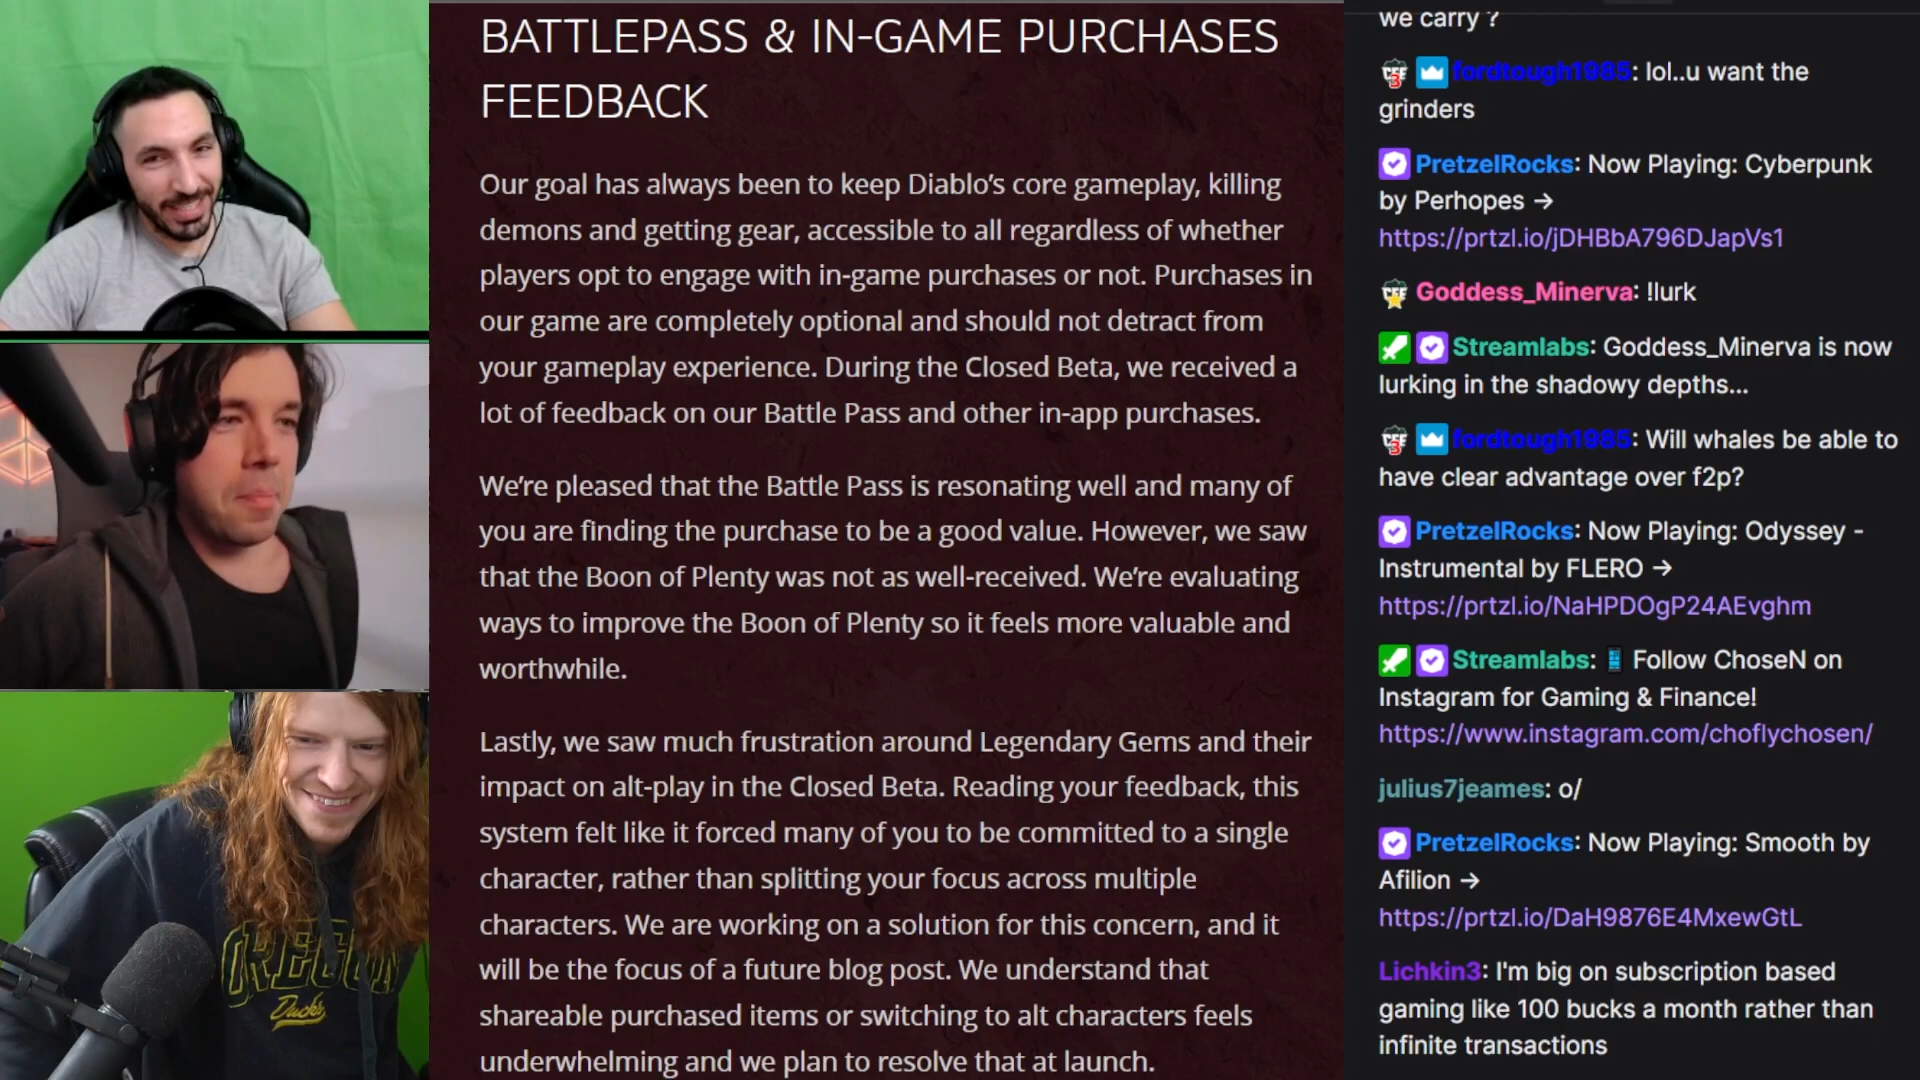 BATTLEPASS & IN-GAME PURCHASES
FEEDBACK
Our goal has always been to keep Diablo’s core gameplay, killing
demons and getting gear, accessible to all regardless of whether
players opt to engage with in-game purchases or not. Purchases in
our game are completely optional and should not detract from
your gameplay experience. During the Closed Beta, we received a
lot of feedback on our Battle Pass and other in-app purchases.
We’re pleased that the Battle Pass is resonating well and many of
you are finding the purchase to be a good value. However, we saw
that the Boon of Plenty was not as well-received. We’re evaluating
ways to improve the Boon of Plenty so it feels more valuable and
worthwhile.
Lastly, we saw much frustration around Legendary Gems and their
impact on alt-play in the Closed Beta. Reading your feedback, this
system felt like it forced many of you to be committed to a single
character, rather than splitting your focus across multiple
characters. We are working on a solution for this concern, and it
will be the focus of a future blog post. We understand that
shareable purchased items or switching to alt characters feels
underwhelming and we plan to resolve that at launch.
we carry ?
fordtough1985: lol..u want the
grinders
PretzelRocks: Now Playing: Cyberpunk
by Perhopes →
https://prtzl.io/jDHBbA796DJapVs1
Goddess_Minerva: !lurk
Streamlabs: Goddess_Minerva is now
lurking in the shadowy depths...
fordtough1985: Will whales be able to
have clear advantage over f2p?
PretzelRocks: Now Playing: Odyssey -
Instrumental by FLERO →
https://prtzl.io/NaHPDOgP24AEvghm
Streamlabs: Follow ChoseN on
Instagram for Gaming & Finance!
https://www.instagram.com/choflychosen/
julius7jeames: o/
PretzelRocks: Now Playing: Smooth by
Afilion →
https://prtzl.io/DaH9876E4MxewGtL
Lichkin3: I'm big on subscription based
gaming like 100 bucks a month rather than
infinite transactions
OREGON
Ducks